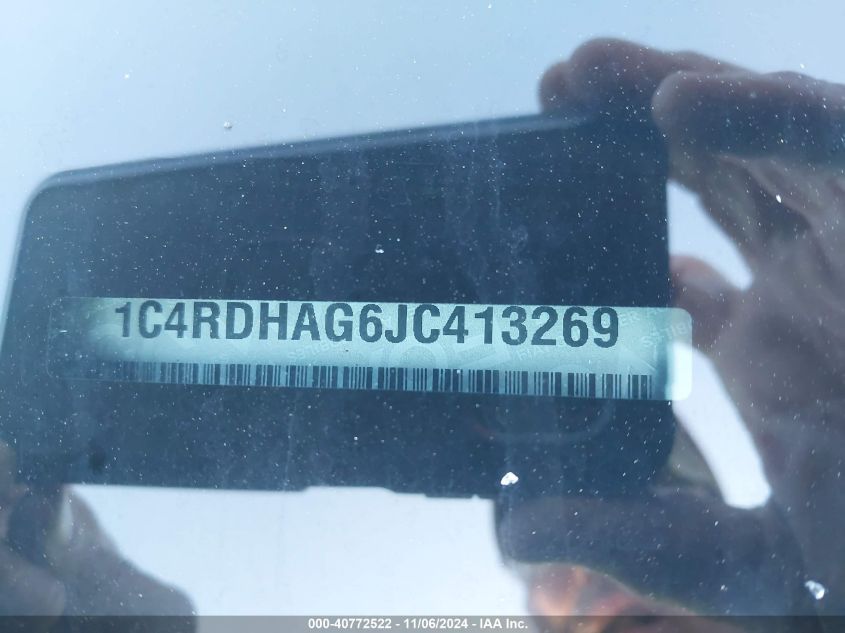 1C4RDHAG6JC413269
000-40772522 - 11/06/2024 - IAA Inc.